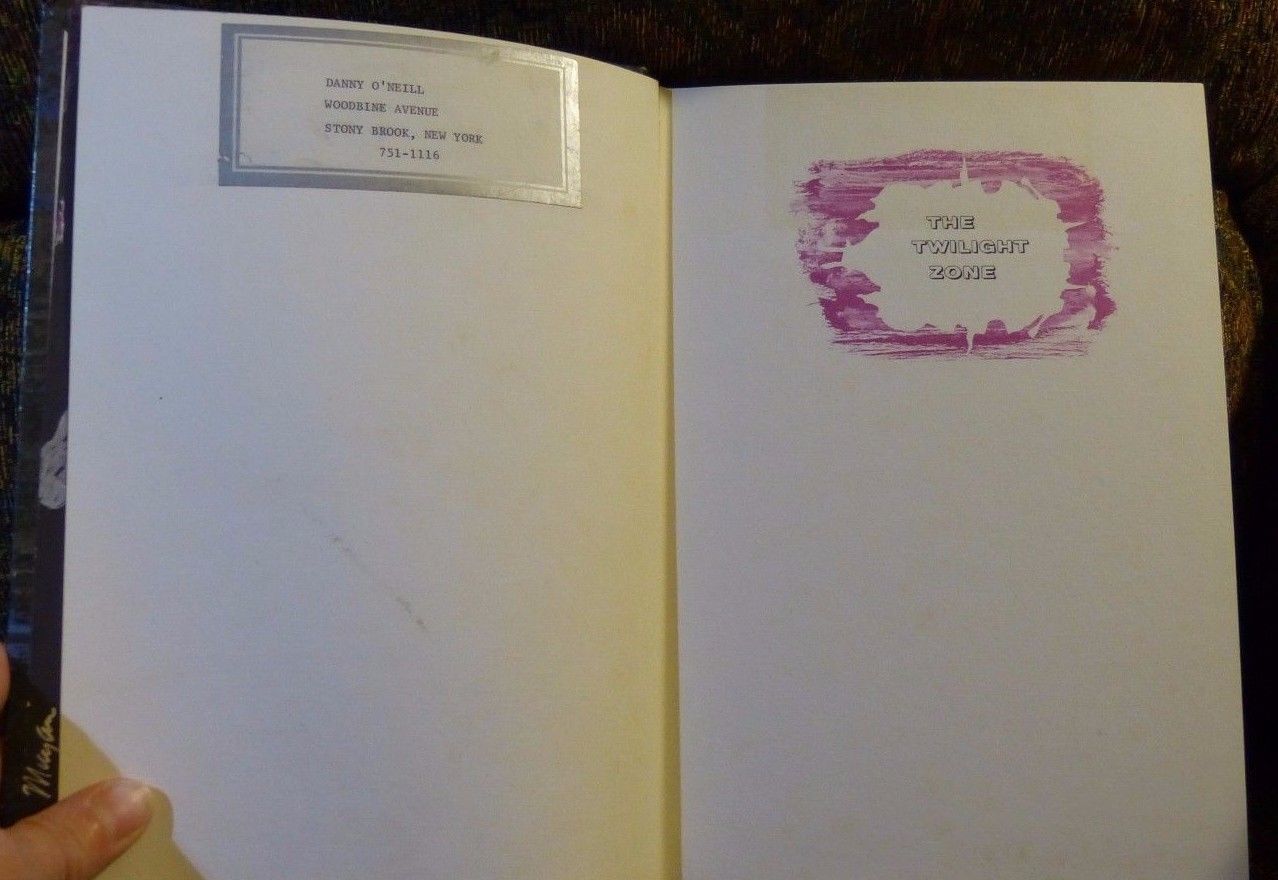 DANNY O'NEILL
WOODBINE AVENUE
STONY BROOK, NEW YORK
751-1116
THE
TWILIGHT
ZONE